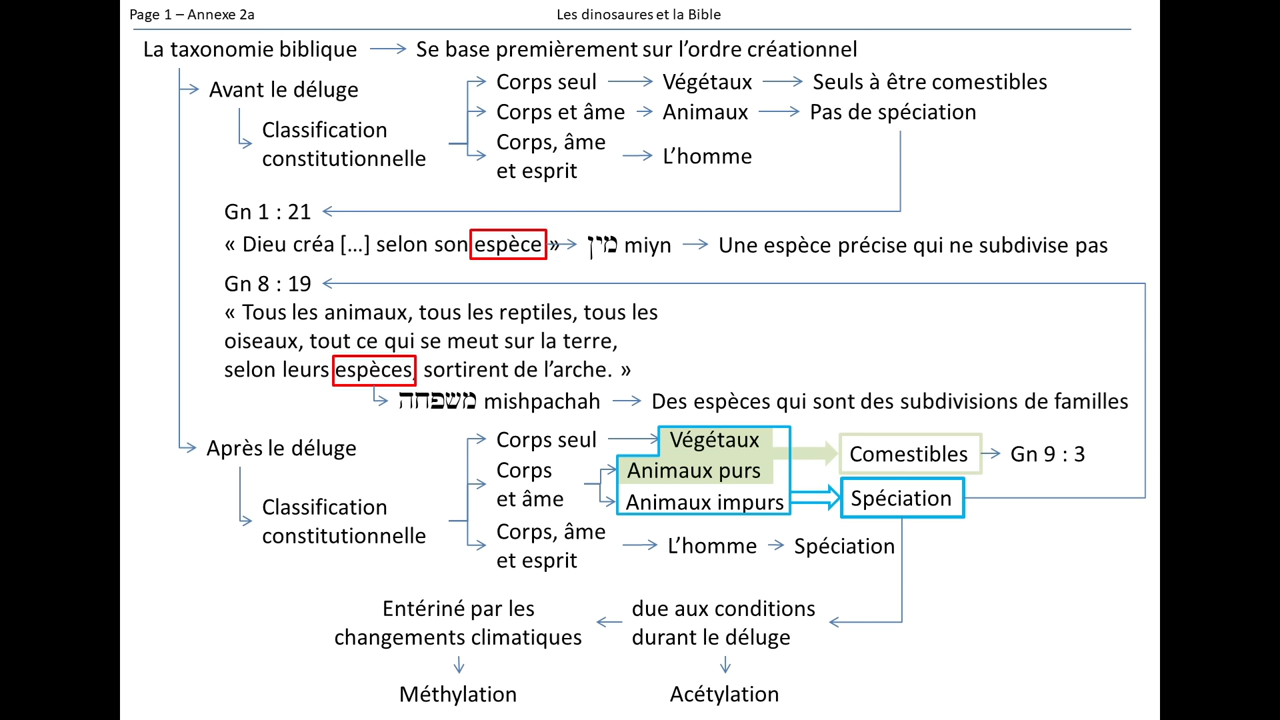 Page 1 – Annexe 2a Les dinosaures et la Bible
La taxonomie biblique Se base premièrement sur l’ordre créationnel
Avant le déluge
Classification
constitutionnelle
Corps seul Végétaux Seuls à être comestibles
Corps et âme Animaux Pas de spéciation
Corps, âme
et esprit
L’homme
Gn 1 : 21
« Dieu créa […] selon son espèce » מין miyn Une espèce précise qui ne subdivise pas
Gn 8 : 19
« Tous les animaux, tous les reptiles, tous les
oiseaux, tout ce qui se meut sur la terre,
selon leurs espèces, sortirent de l’arche. »
משפחה mishpachah Des espèces qui sont des subdivisions de familles
Après le déluge
Classification
constitutionnelle
Corps seul Végétaux
Corps
et âme
Animaux purs
Animaux impurs
Comestibles Gn 9 : 3
Spéciation
Corps, âme
et esprit
L’homme Spéciation
due aux conditions
durant le déluge
Entériné par les
changements climatiques
Méthylation Acétylation